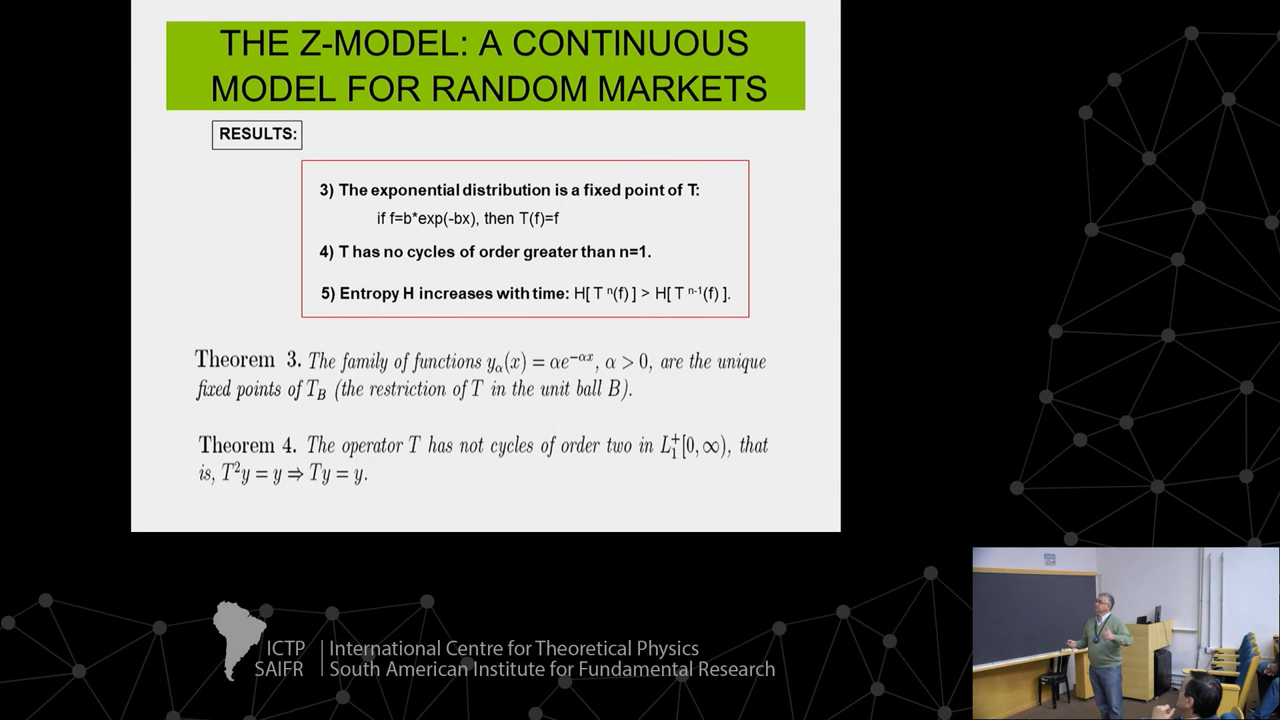 THE Z-MODEL: A CONTINUOUS
MODEL FOR RANDOM MARKETS
RESULTS:
3) The exponential distribution is a fixed point of T:
if f=b*exp(-bx), then T(f)=f
4) T has no cycles of order greater than n=1.
5) Entropy H increases with time: H[ T ⁿ(f) ] > H[ T ⁿ⁻¹(f) ].
Theorem 3. The family of functions yα(x) = αe^{−αx}, α > 0, are the unique
fixed points of T_B (the restriction of T in the unit ball B).
Theorem 4. The operator T has not cycles of order two in L₁⁺[0,∞), that
is, T²y = y ⇒ Ty = y.
ICTP | International Centre for Theoretical Physics
SAIFR | South American Institute for Fundamental Research